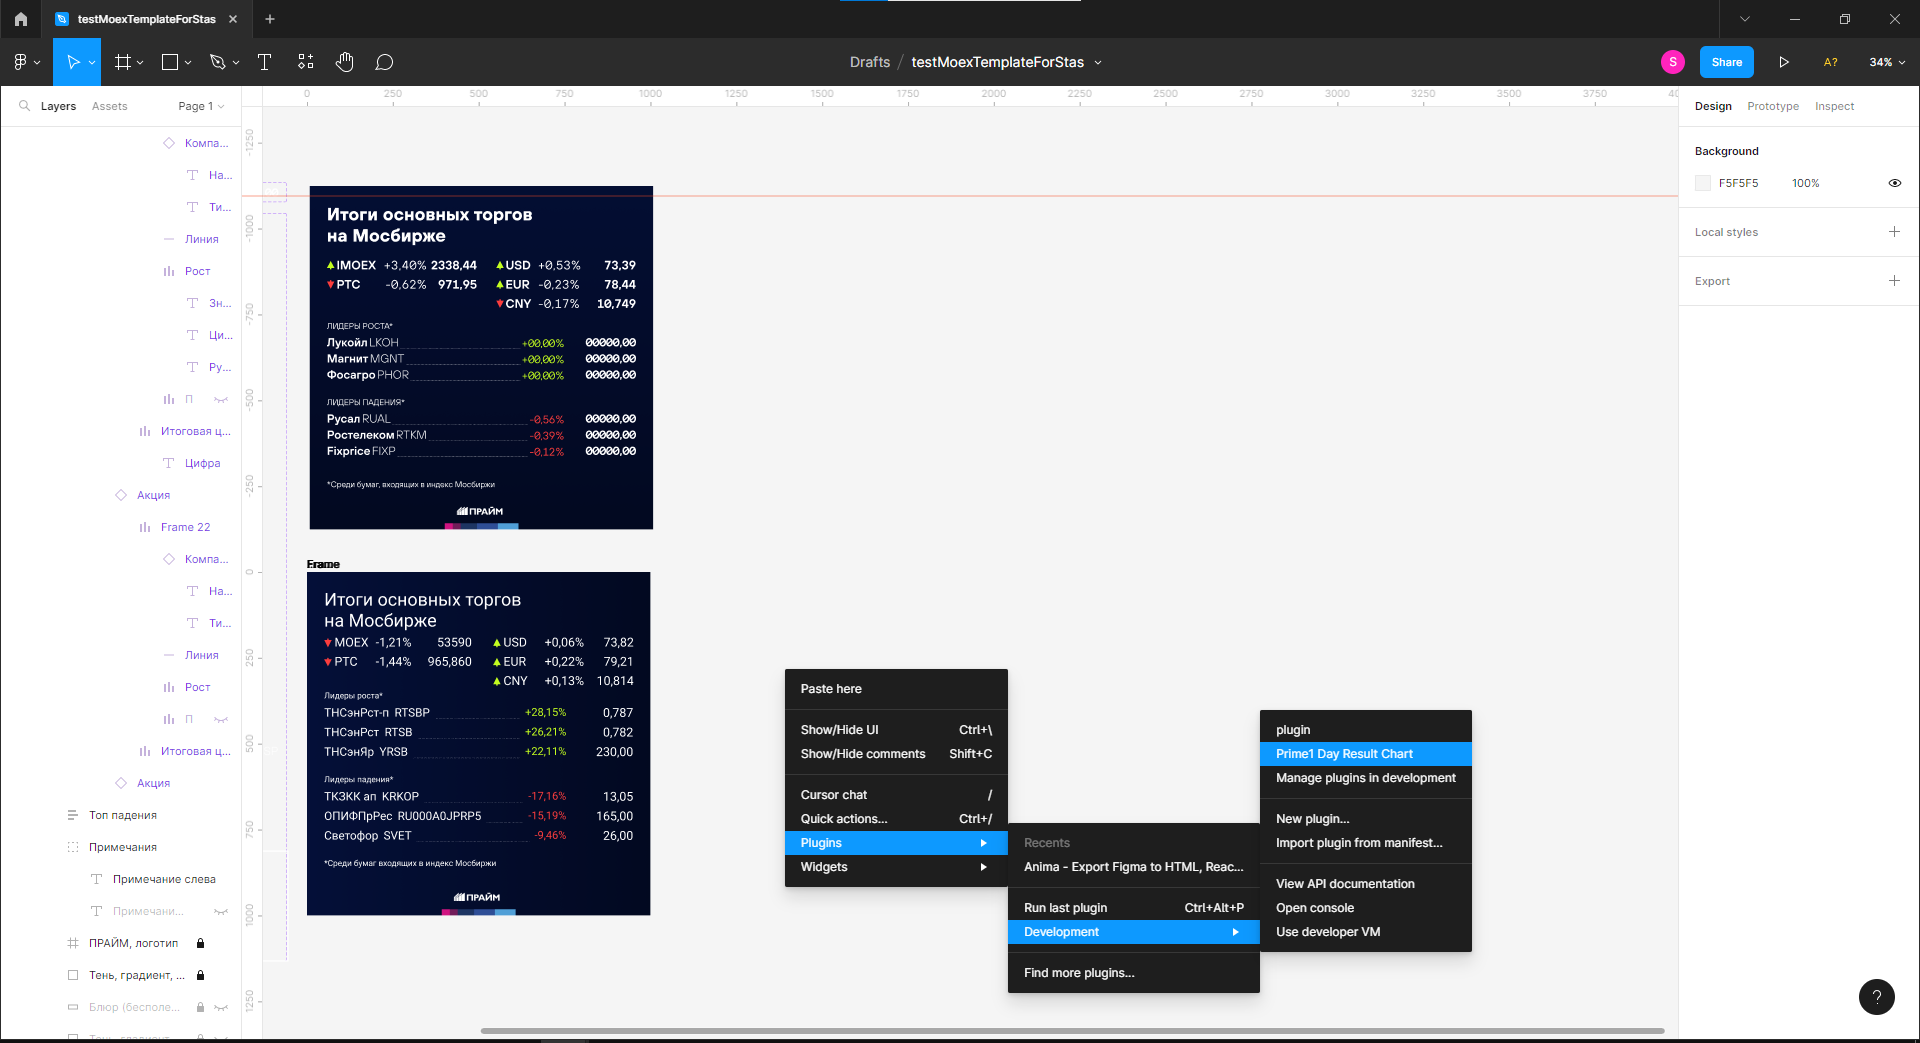 testMoexTemplateForStas
Drafts / testMoexTemplateForStas
S
Share
A?
34%
Layers
Assets
Page 1
Компа...
На...
Ти...
Линия
Рост
Зн...
Ци...
Ру...
П
Итоговая ц...
Цифра
Акция
Frame 22
Компа...
На...
Ти...
Линия
Рост
П
Итоговая ц...
Акция
Топ падения
Примечания
Примечание слева
Примечани...
ПРАЙМ, логотип
Тень, градиент, ...
Блюр (бесполе...
0 250 500 750 1000 1250 1500 1750 2000 2250 2500 2750 3000 3250 3500 3750
-1250
-1000
-750
-500
-250
0
250
500
750
1000
1250
Итоги основных торгов
на Мосбирже
IMOEX +3,40% 2338,44 USD +0,53% 73,39
РТС -0,62% 971,95 EUR -0,23% 78,44
CNY -0,17% 10,749
ЛИДЕРЫ РОСТА*
Лукойл LKOH +00,00% 00000,00
Магнит MGNT +00,00% 00000,00
Фосагро PHOR +00,00% 00000,00
ЛИДЕРЫ ПАДЕНИЯ*
Русал RUAL -0,56% 00000,00
Ростелеком RTKM -0,39% 00000,00
Fixprice FIXP -0,12% 00000,00
*Среди бумаг, входящих в индекс Мосбиржи
ПРАЙМ
Frame
Итоги основных торгов
на Мосбирже
MOEX -1,21% 53590 USD +0,06% 73,82
РТС -1,44% 965,860 EUR +0,22% 79,21
CNY +0,13% 10,814
Лидеры роста*
ТНСэнРст-п RTSBP +28,15% 0,787
ТНСэнРст RTSB +26,21% 0,782
ТНСэнЯр YRSB +22,11% 230,00
Лидеры падения*
ТКЗКК ап KRKOP -17,16% 13,05
ОПИФПрРес RU000A0JPRP5 -15,19% 165,00
Светофор SVET -9,46% 26,00
*Среди бумаг входящих в индекс Мосбиржи
ПРАЙМ
Paste here
Show/Hide UI Ctrl+\
Show/Hide comments Shift+C
Cursor chat /
Quick actions... Ctrl+/
Plugins
Widgets
Recents
Anima - Export Figma to HTML, Reac...
Run last plugin Ctrl+Alt+P
Development
Find more plugins...
plugin
Prime1 Day Result Chart
Manage plugins in development
New plugin...
Import plugin from manifest...
View API documentation
Open console
Use developer VM
Design
Prototype
Inspect
Background
F5F5F5 100%
Local styles
Export
?